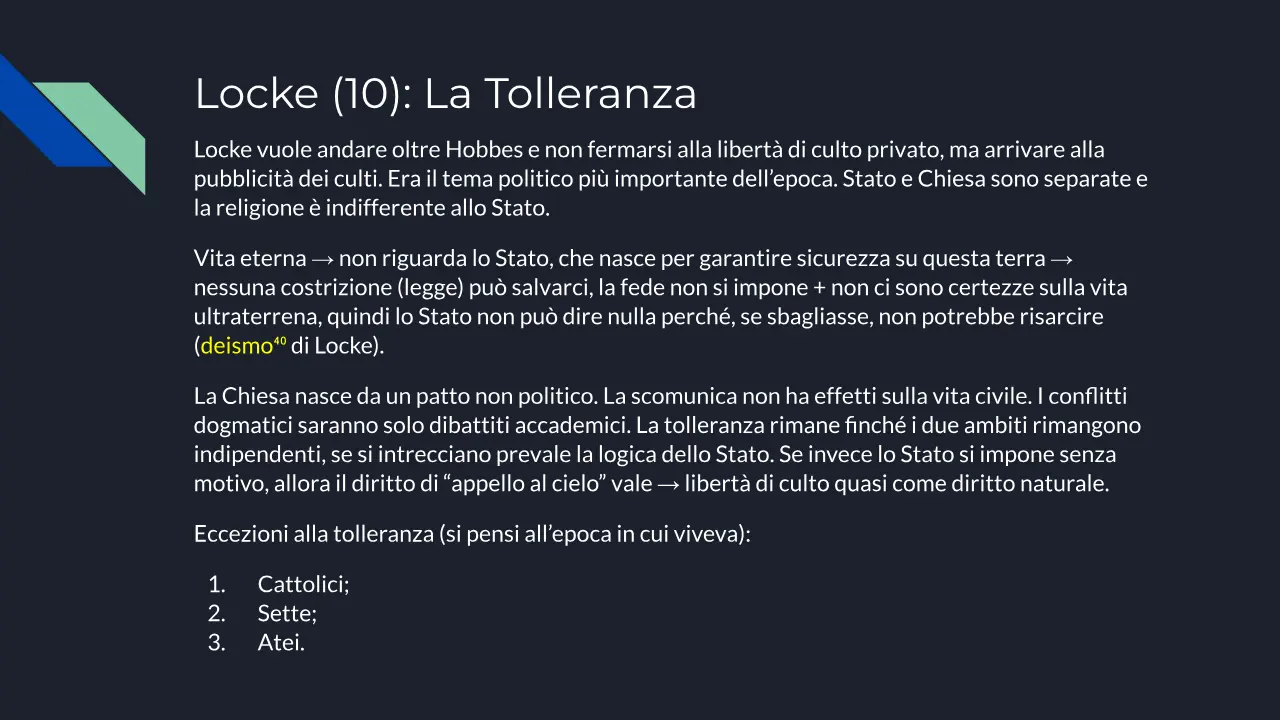 Locke (10): La Tolleranza
Locke vuole andare oltre Hobbes e non fermarsi alla libertà di culto privato, ma arrivare alla
pubblicità dei culti. Era il tema politico più importante dell’epoca. Stato e Chiesa sono separate e
la religione è indifferente allo Stato.
Vita eterna → non riguarda lo Stato, che nasce per garantire sicurezza su questa terra →
nessuna costrizione (legge) può salvarci, la fede non si impone + non ci sono certezze sulla vita
ultraterrena, quindi lo Stato non può dire nulla perché, se sbagliasse, non potrebbe risarcire
(deismo⁴⁰ di Locke).
La Chiesa nasce da un patto non politico. La scomunica non ha effetti sulla vita civile. I conflitti
dogmatici saranno solo dibattiti accademici. La tolleranza rimane finché i due ambiti rimangono
indipendenti, se si intrecciano prevale la logica dello Stato. Se invece lo Stato si impone senza
motivo, allora il diritto di “appello al cielo” vale → libertà di culto quasi come diritto naturale.
Eccezioni alla tolleranza (si pensi all’epoca in cui viveva):
1. Cattolici;
2. Sette;
3. Atei.